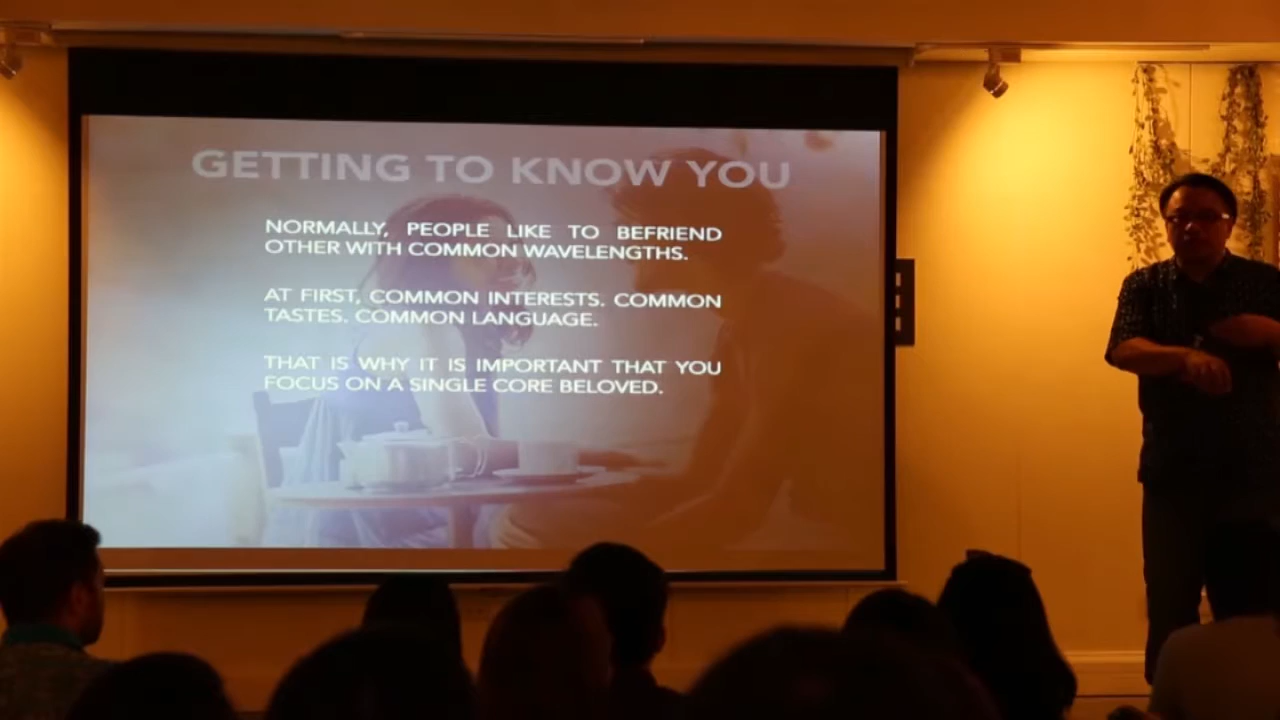 GETTING TO KNOW YOU
NORMALLY, PEOPLE LIKE TO BEFRIEND
OTHER WITH COMMON WAVELENGTHS.
AT FIRST, COMMON INTERESTS. COMMON
TASTES. COMMON LANGUAGE.
THAT IS WHY IT IS IMPORTANT THAT YOU
FOCUS ON A SINGLE CORE BELOVED.